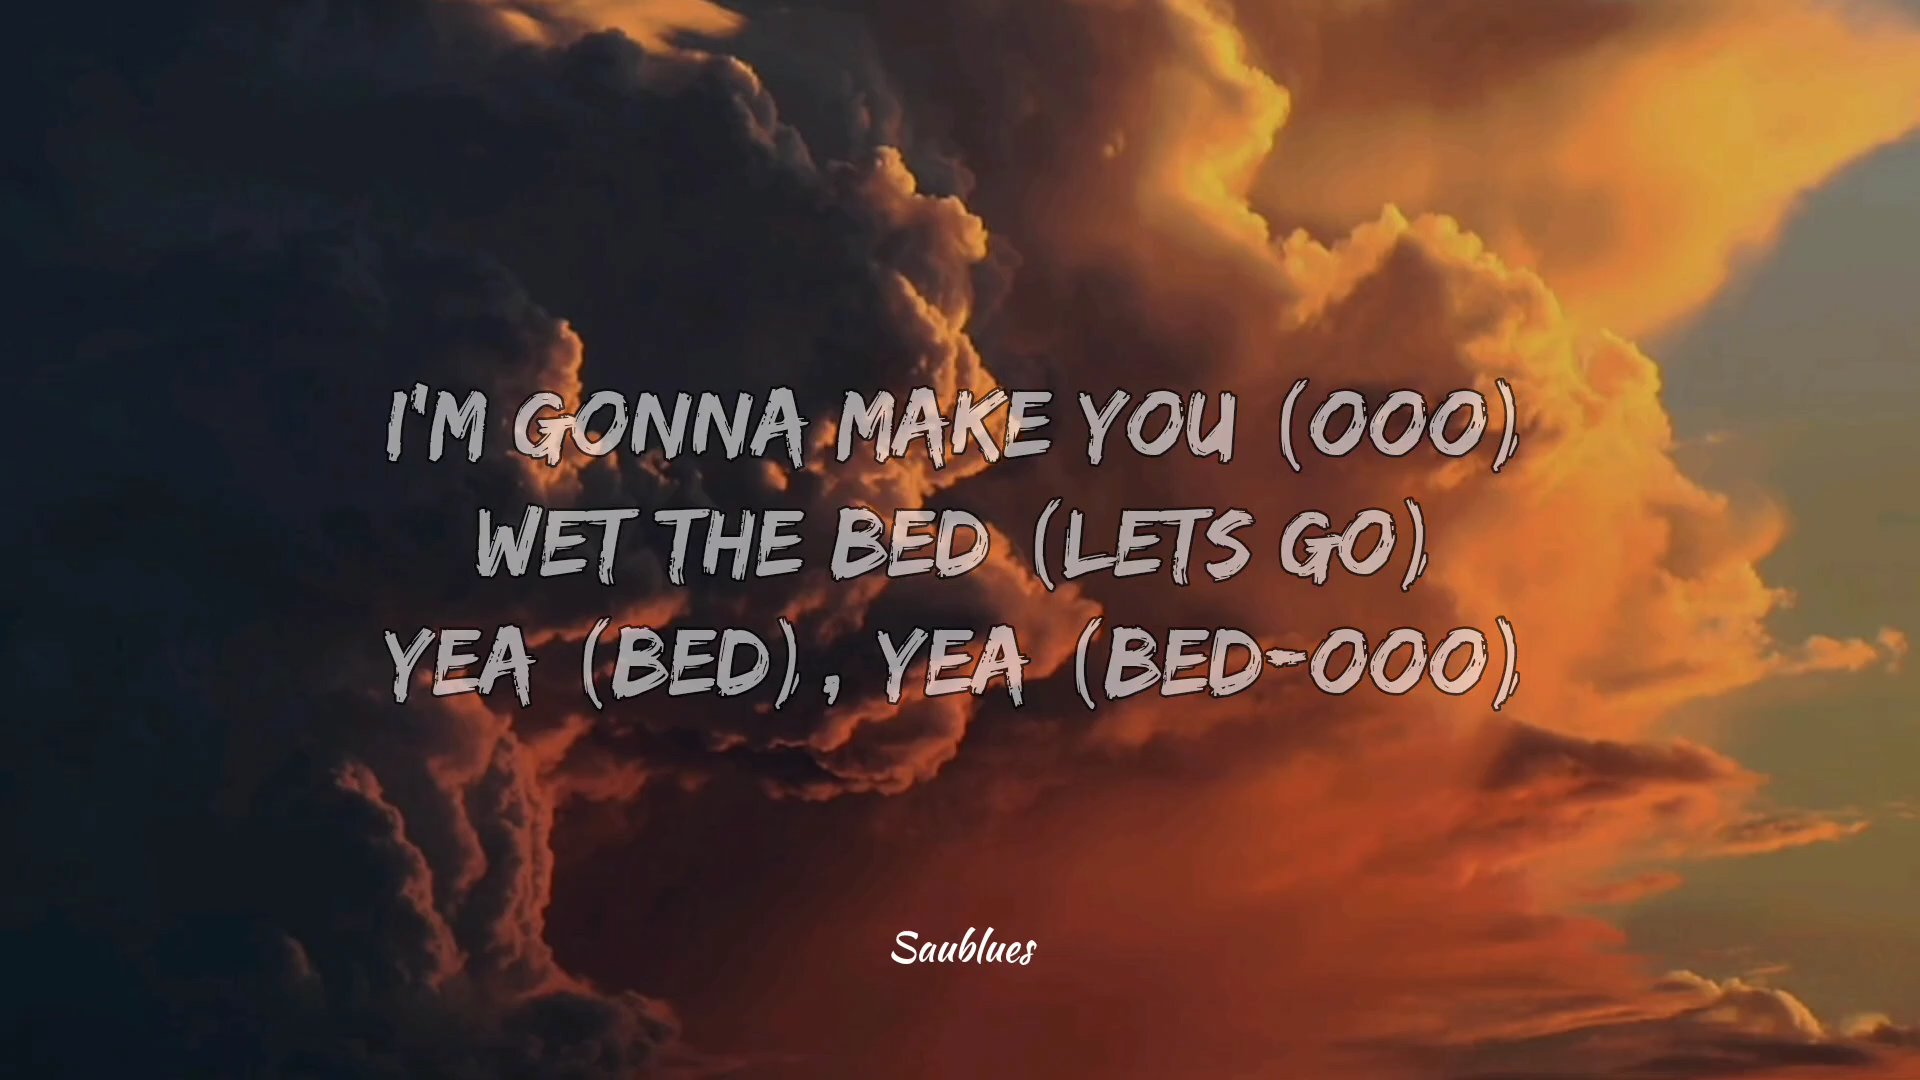 I'M GONNA MAKE YOU (OOO)
WET THE BED (LETS GO)
YEA (BED), YEA (BED-OOO)
Saublues